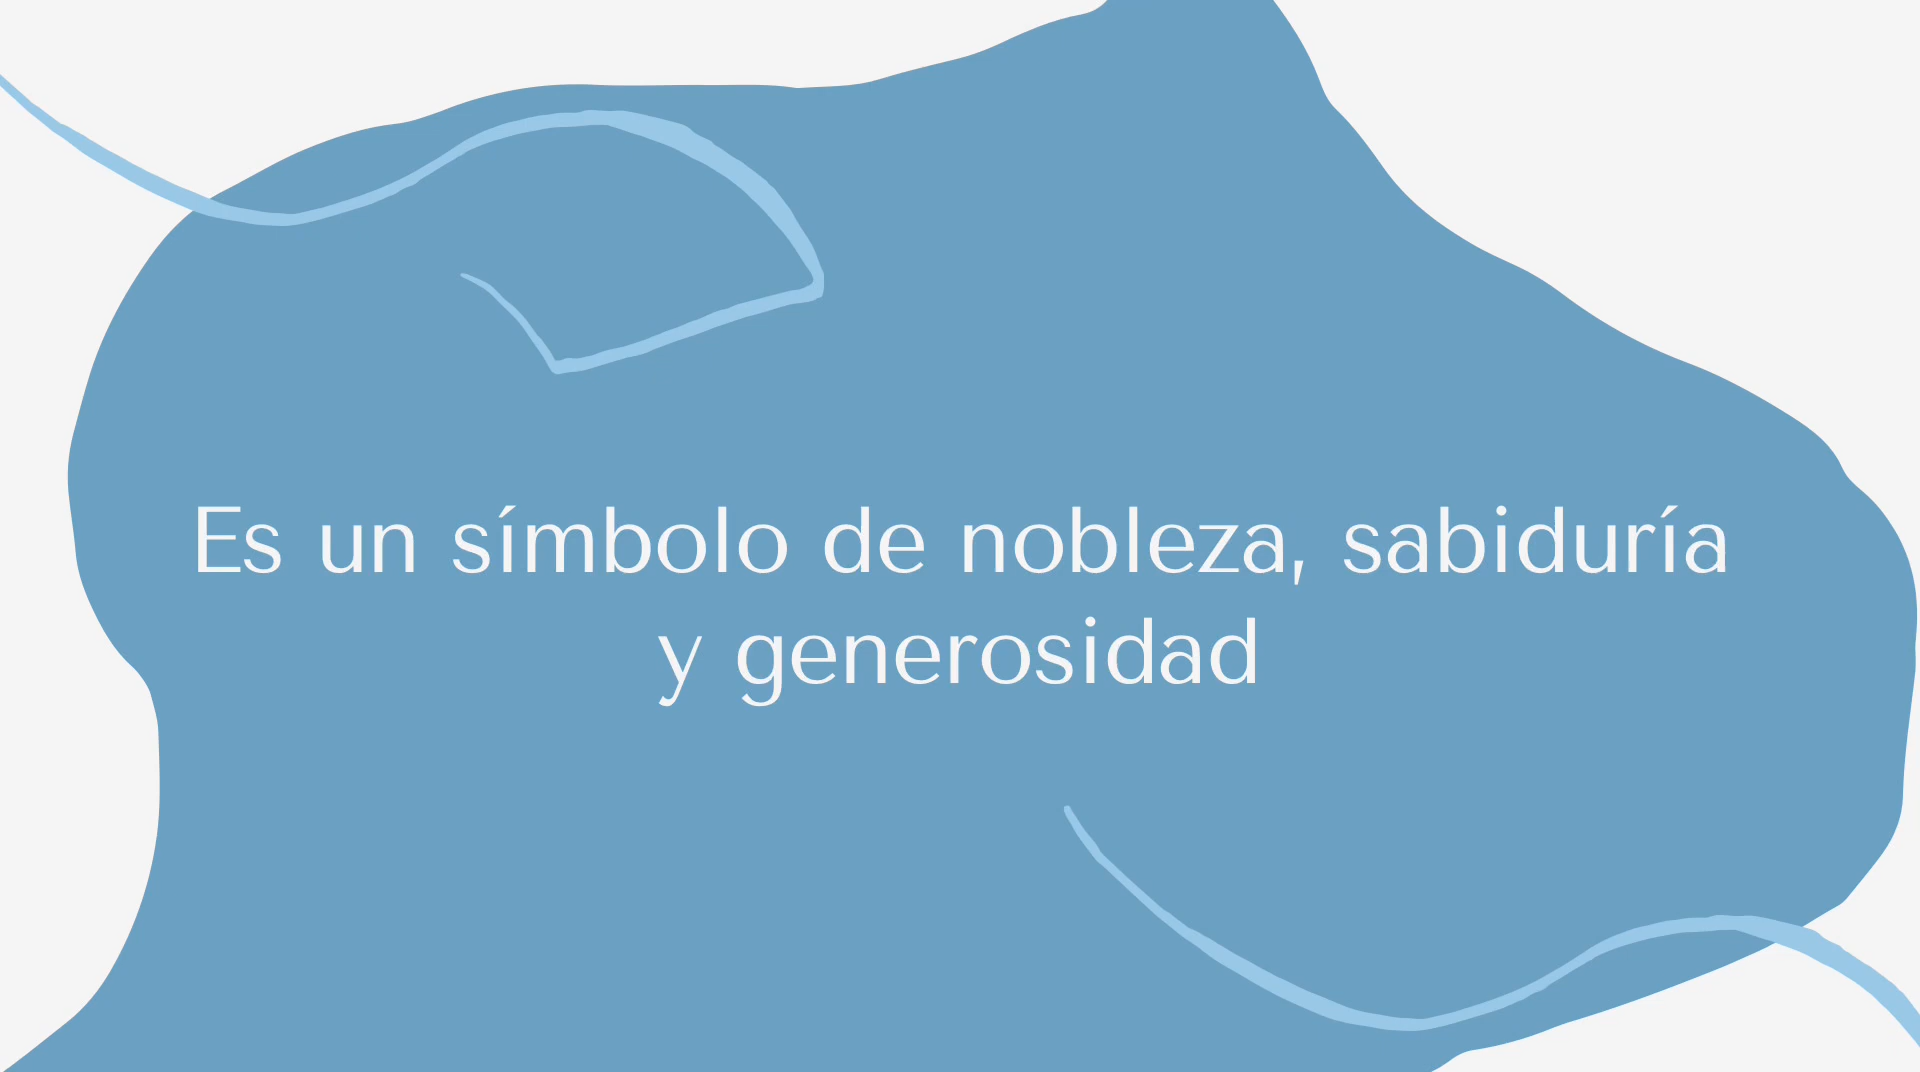 Es un símbolo de nobleza, sabiduría
y generosidad